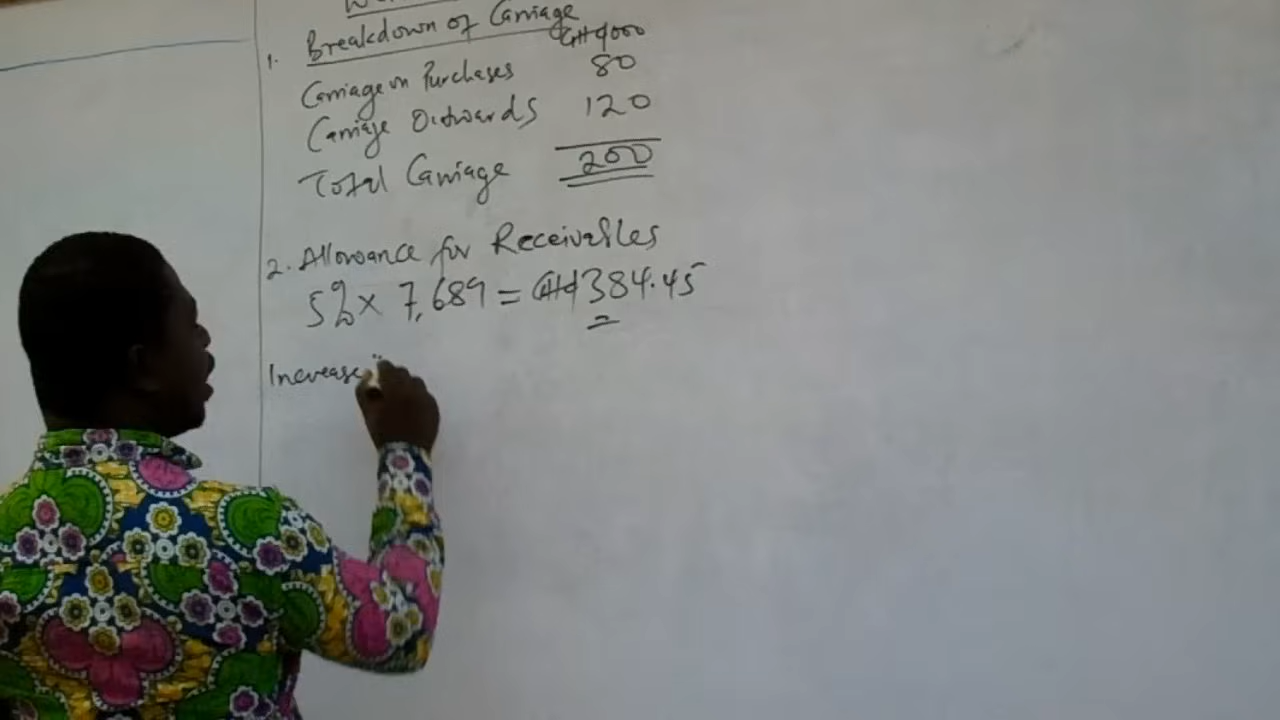 1. Breakdown of Carriage
GH¢000
Carriage on Purchases 80
Carriage Outwards 120
Total Carriage 200
2. Allowance for Receivables
5% × 7,689 = GH¢384.45
Increase